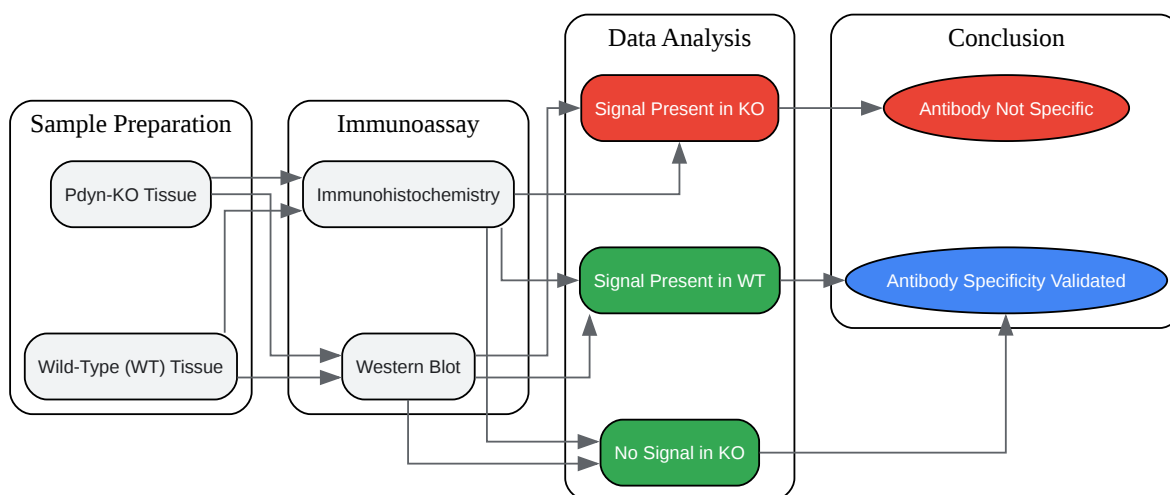 Sample Preparation
Pdyn-KO Tissue
Wild-Type (WT) Tissue
Immunoassay
Immunohistochemistry
Western Blot
Data Analysis
Signal Present in KO
Signal Present in WT
No Signal in KO
Conclusion
Antibody Not Specific
Antibody Specificity Validated